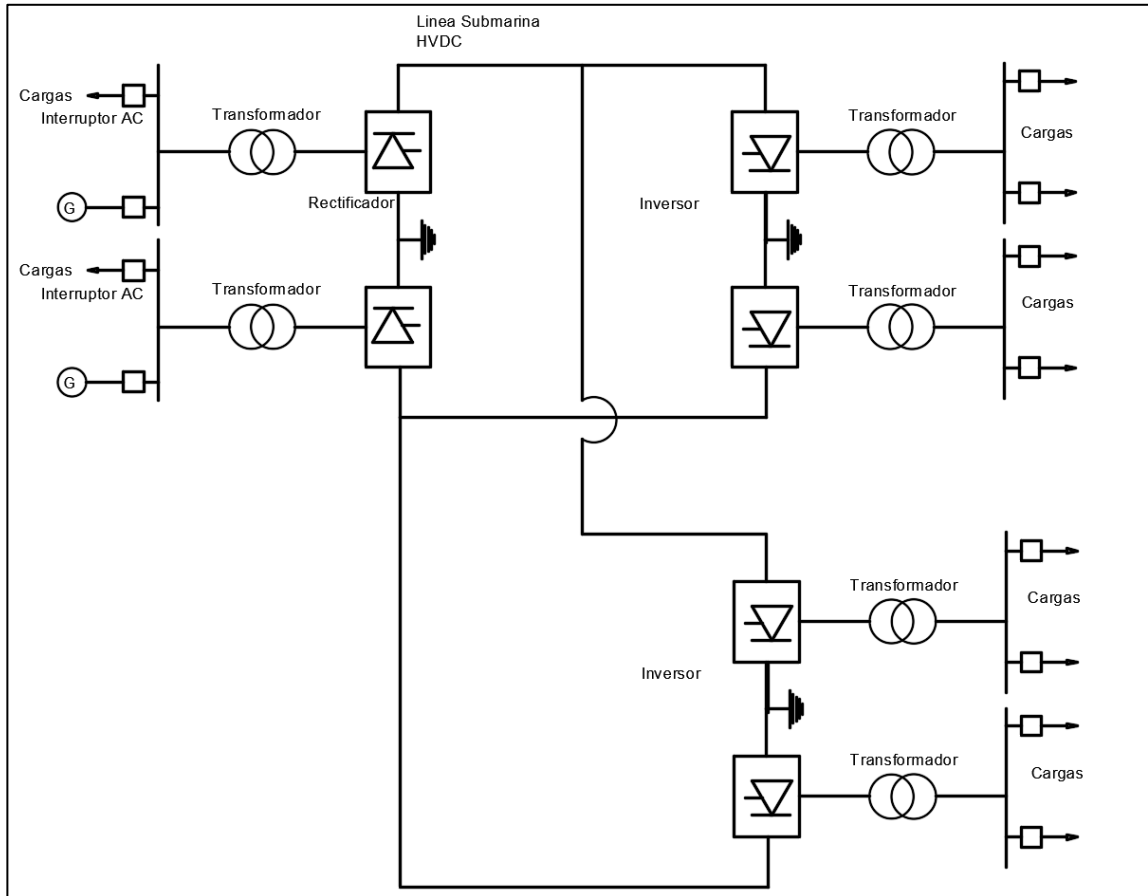 Linea Submarina
HVDC
Cargas
Interruptor AC
Transformador
Transformador
Cargas
G
Rectificador
Inversor
Cargas
Interruptor AC
Transformador
Transformador
Cargas
G
Transformador
Cargas
Inversor
Transformador
Cargas